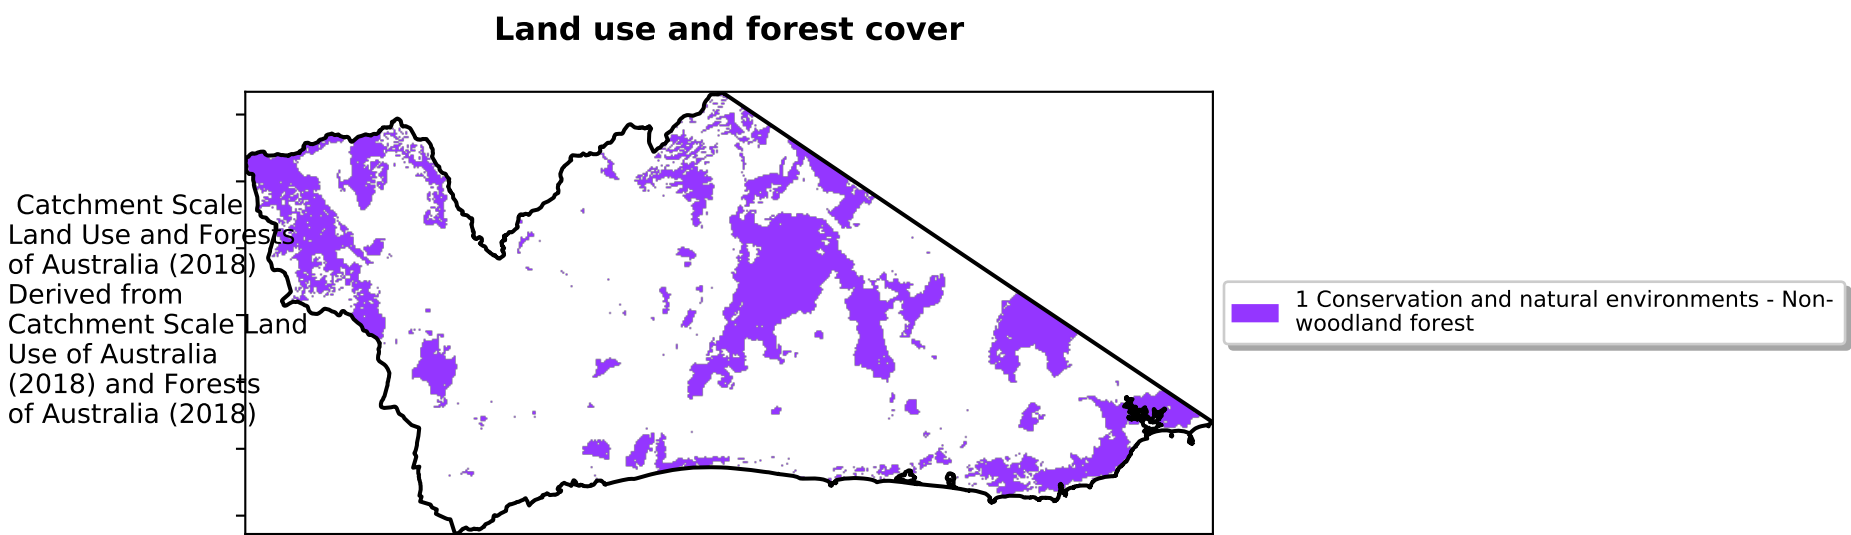 Land use and forest cover
Catchment Scale
Land Use and Forests
of Australia (2018)
Derived from
Catchment Scale Land
Use of Australia
(2018) and Forests
of Australia (2018)
1 Conservation and natural environments - Non-
woodland forest